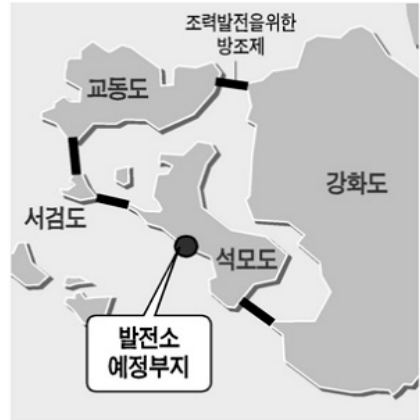 조력발전을위한
방조제
교동도
강화도
서검도
석모도
발전소
예정부지